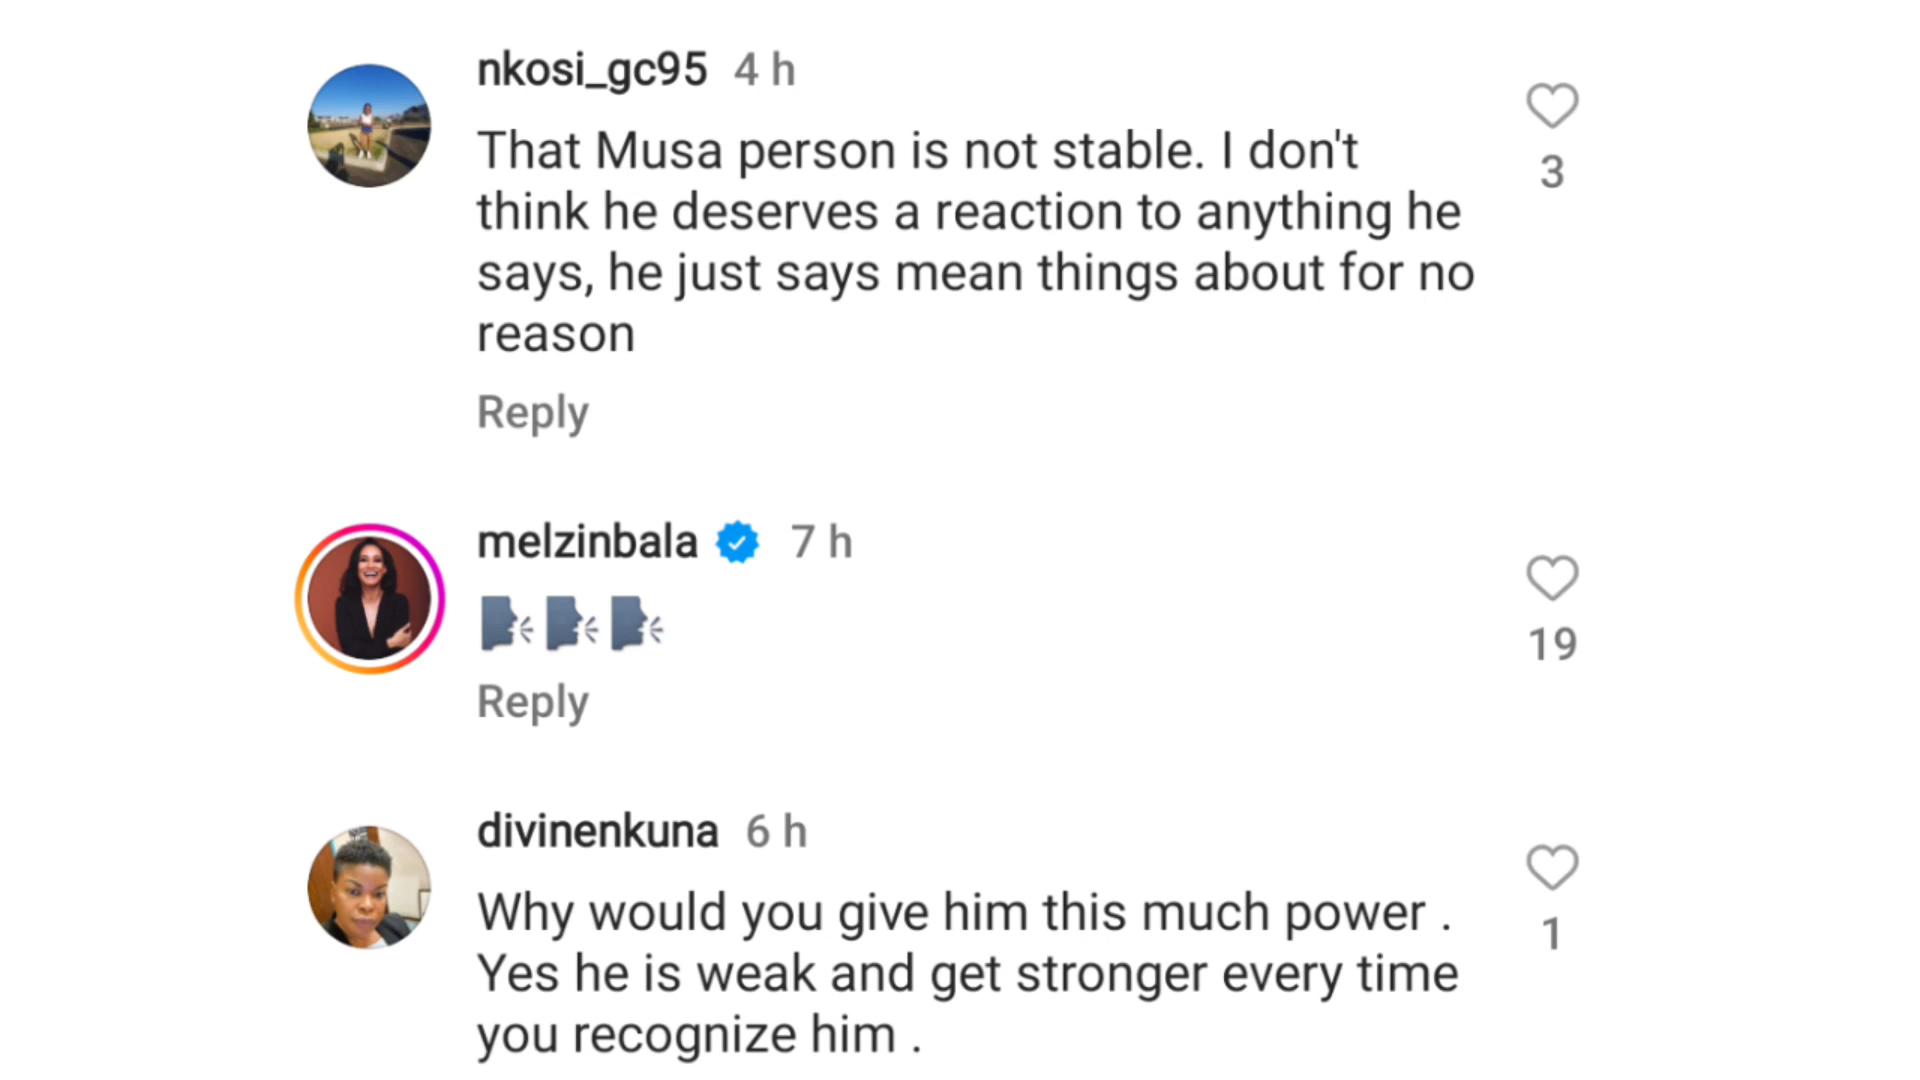 nkosi_gc95 4 h
That Musa person is not stable. I don't
think he deserves a reaction to anything he
says, he just says mean things about for no
reason
3
Reply
melzinbala 7 h
🗣🗣🗣
19
Reply
divinenkuna 6 h
Why would you give him this much power .
Yes he is weak and get stronger every time
you recognize him .
1